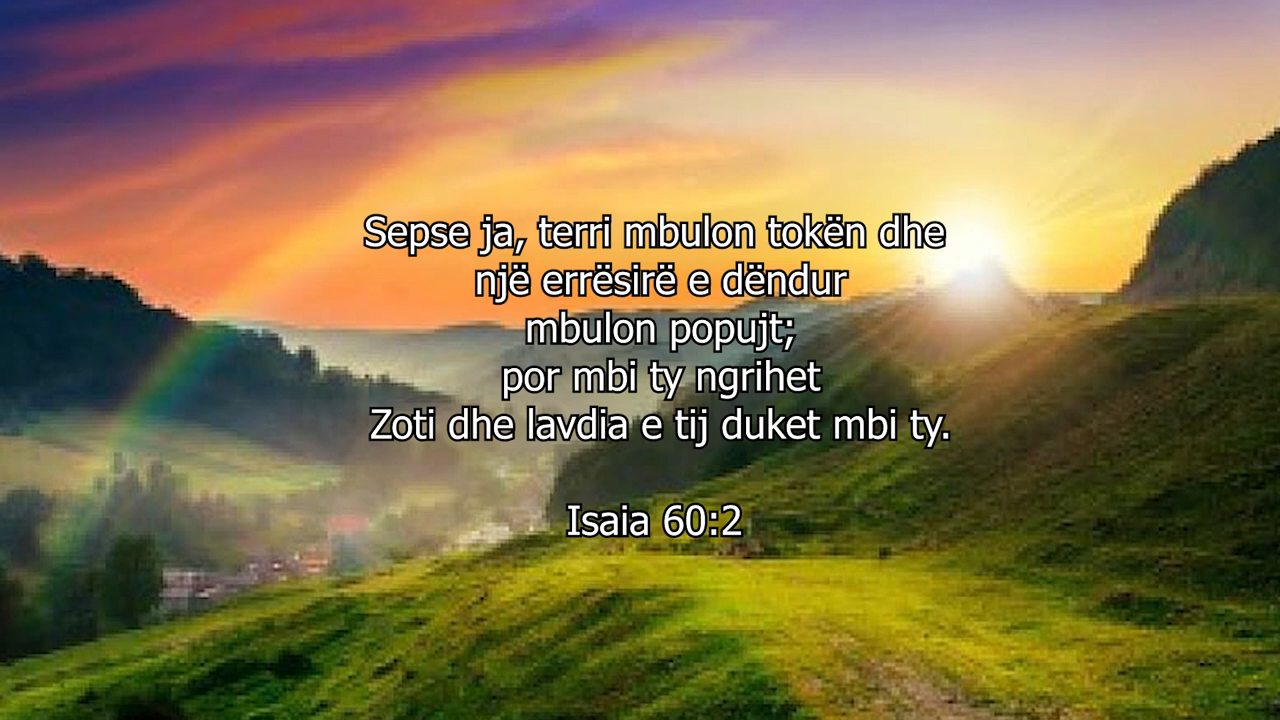 Sepse ja, terri mbulon tokën dhe
një errësirë e dëndur
mbulon popujt;
por mbi ty ngrihet
Zoti dhe lavdia e tij duket mbi ty.
Isaia 60:2